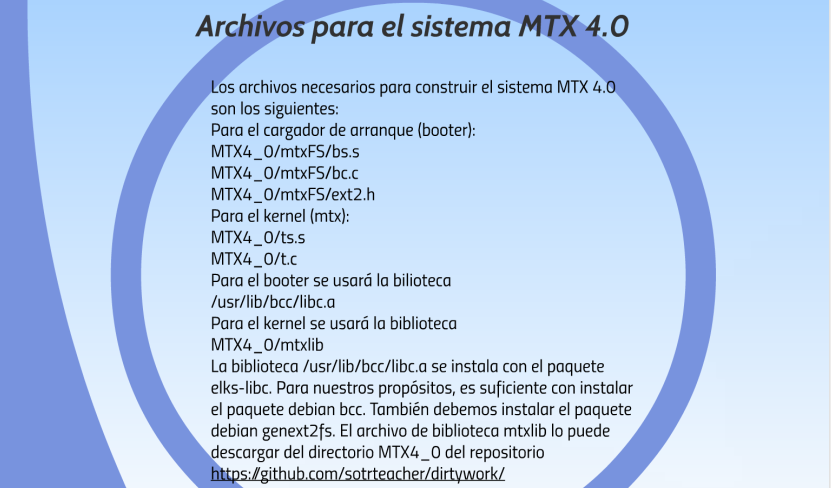 Archivos para el sistema MTX 4.0
Los archivos necesarios para construir el sistema MTX 4.0
son los siguientes:
Para el cargador de arranque (booter):
MTX4_0/mtxFS/bs.s
MTX4_0/mtxFS/bc.c
MTX4_0/mtxFS/ext2.h
Para el kernel (mtx):
MTX4_0/ts.s
MTX4_0/t.c
Para el booter se usará la bilioteca
/usr/lib/bcc/libc.a
Para el kernel se usará la biblioteca
MTX4_0/mtxlib
La biblioteca /usr/lib/bcc/libc.a se instala con el paquete
elks-libc. Para nuestros propósitos, es suficiente con instalar
el paquete debian bcc. También debemos instalar el paquete
debian genext2fs. El archivo de biblioteca mtxlib lo puede
descargar del directorio MTX4_0 del repositorio
https://github.com/sotrteacher/dirtywork/